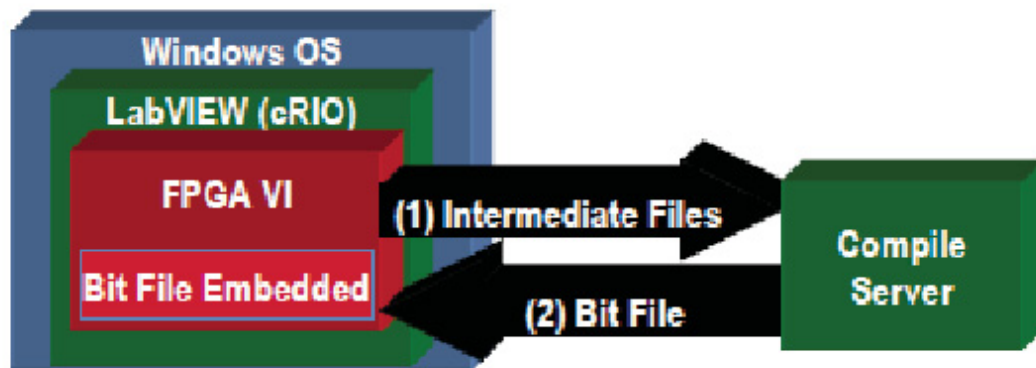 Windows OS
LabVIEW (cRIO)
FPGA VI
Bit File Embedded
(1) Intermediate Files
(2) Bit File
Compile
Server